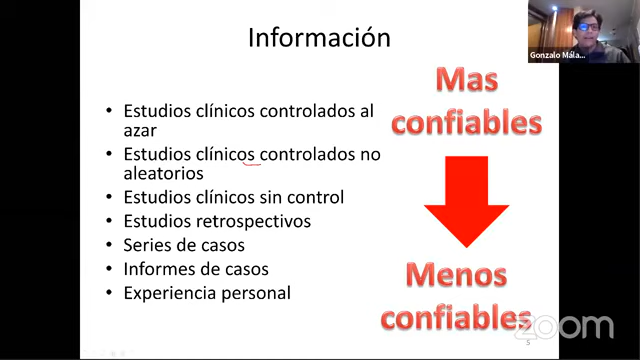 Información
Gonzalo Mála...
Mas
confiables
• Estudios clínicos controlados al
azar
• Estudios clínicos controlados no
aleatorios
• Estudios clínicos sin control
• Estudios retrospectivos
• Series de casos
• Informes de casos
• Experiencia personal
Menos
confiables
zoom
5